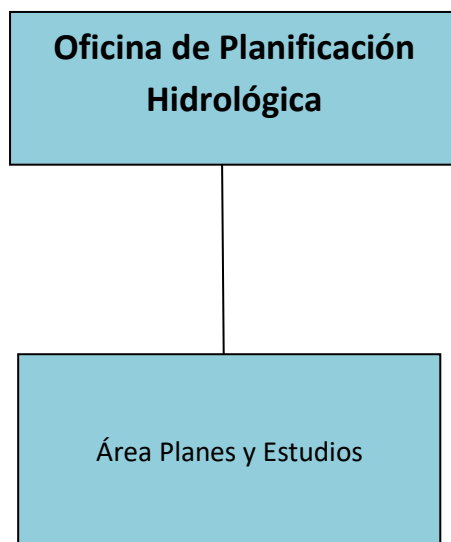 Oficina de Planificación
Hidrológica
Área Planes y Estudios